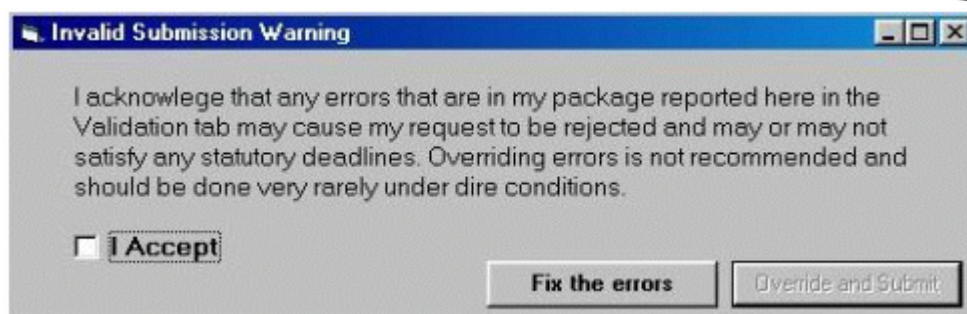 Invalid Submission Warning
I acknowlege that any errors that are in my package reported here in the
Validation tab may cause my request to be rejected and may or may not
satisfy any statutory deadlines. Overriding errors is not recommended and
should be done very rarely under dire conditions.
I Accept
Fix the errors
Override and Submit